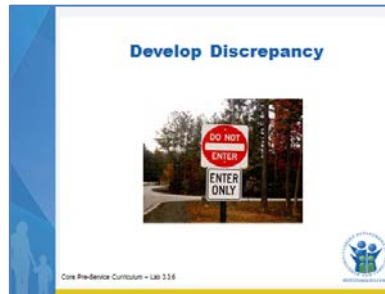 Develop Discrepancy
DO NOT
ENTER
ENTER
ONLY
Core Pre-Service Curriculum – Lab 3.3.6